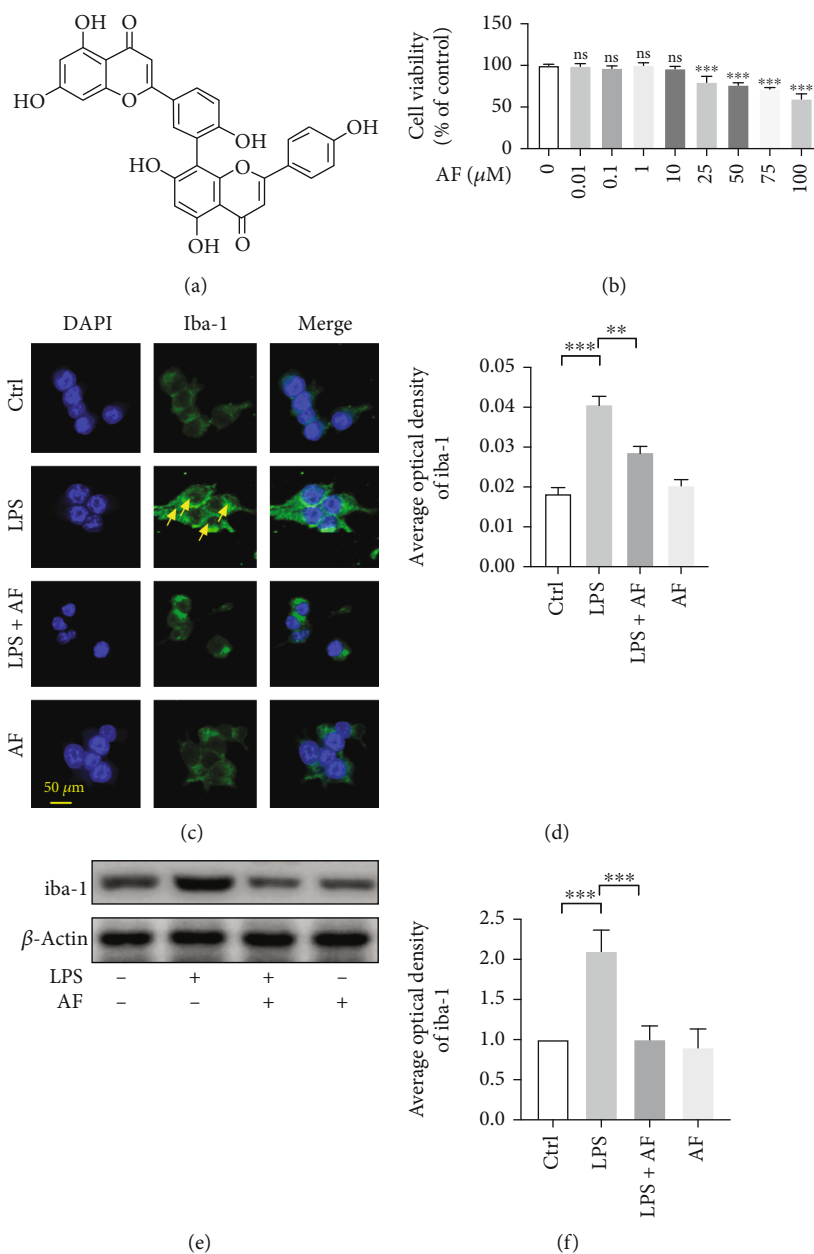 OH
O
HO
O
OH
OH
HO
O
OH
O
(a)
Cell viability
(% of control)
150
100
50
0
ns
ns
ns
ns
***
***
***
***
AF (μM)
0
0.01
0.1
1
10
25
50
75
100
(b)
DAPI
Iba-1
Merge
Ctrl
LPS
LPS + AF
AF
50 μm
(c)
Average optical density
of iba-1
0.05
0.04
0.03
0.02
0.01
0.00
***
**
Ctrl
LPS
LPS + AF
AF
(d)
iba-1
β-Actin
LPS – + + –
AF – – + +
(e)
Average optical density
of iba-1
2.5
2.0
1.5
1.0
0.5
0.0
***
***
Ctrl
LPS
LPS + AF
AF
(f)